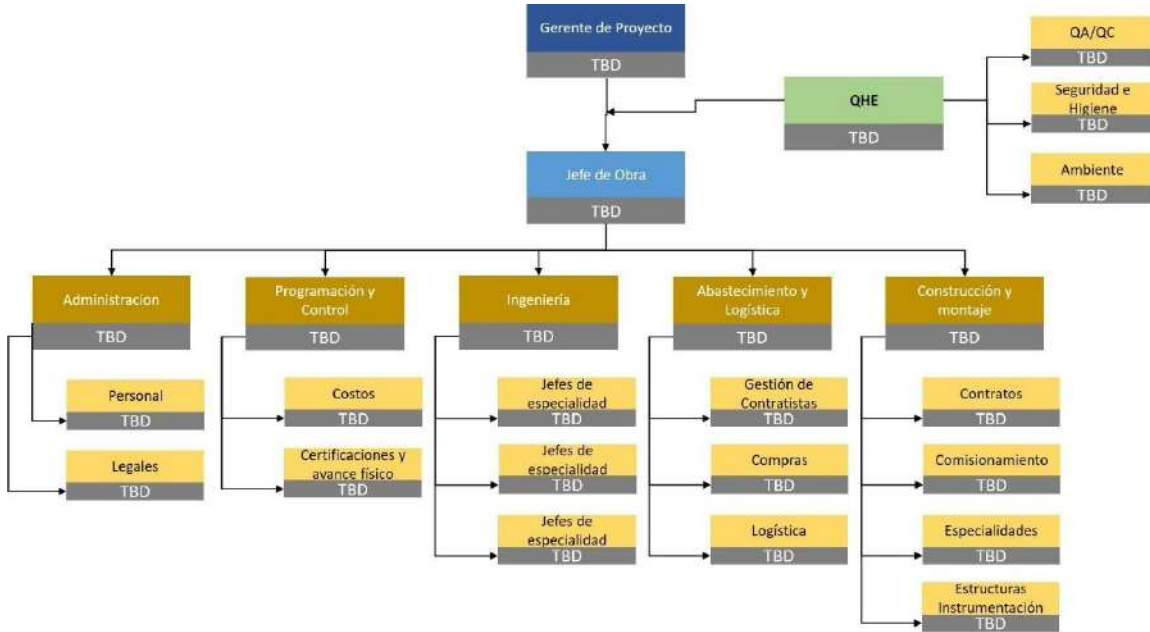 Gerente de Proyecto
TBD
QHE
TBD
QA/QC
TBD
Seguridad e
Higiene
TBD
Ambiente
TBD
Jefe de Obra
TBD
Administracion
TBD
Personal
TBD
Legales
TBD
Programación y
Control
TBD
Costos
TBD
Certificaciones y
avance físico
TBD
Ingeniería
TBD
Jefes de
especialidad
TBD
Jefes de
especialidad
TBD
Jefes de
especialidad
TBD
Abastecimiento y
Logística
TBD
Gestión de
Contratistas
TBD
Compras
TBD
Logística
TBD
Construcción y
montaje
TBD
Contratos
TBD
Comisionamiento
TBD
Especialidades
TBD
Estructuras
Instrumentación
TBD